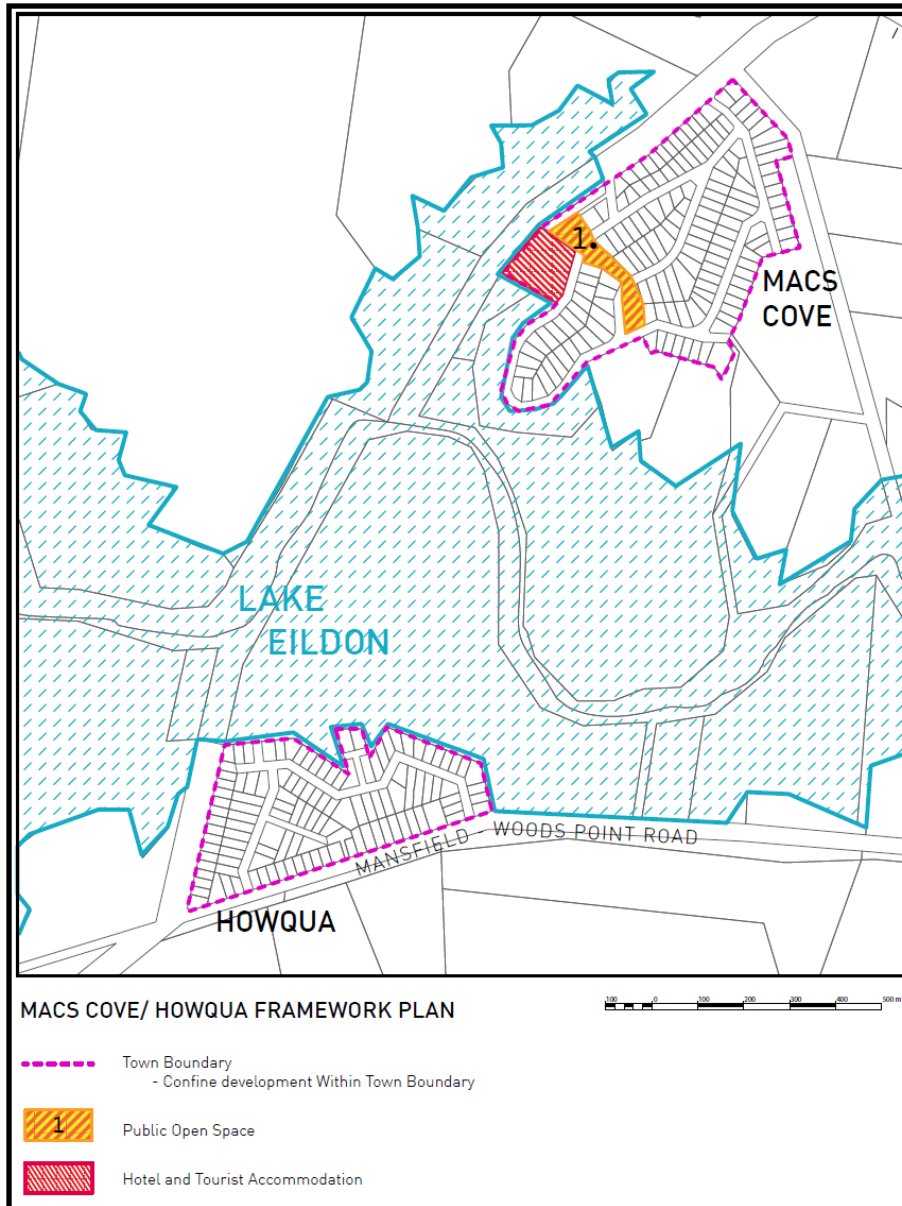 1.
MACS
COVE
LAKE
EILDON
MANSFIELD - WOODS POINT ROAD
HOWQUA
MACS COVE/ HOWQUA FRAMEWORK PLAN
100 0 100 200 300 400 500 m
Town Boundary
- Confine development Within Town Boundary
1
Public Open Space
Hotel and Tourist Accommodation